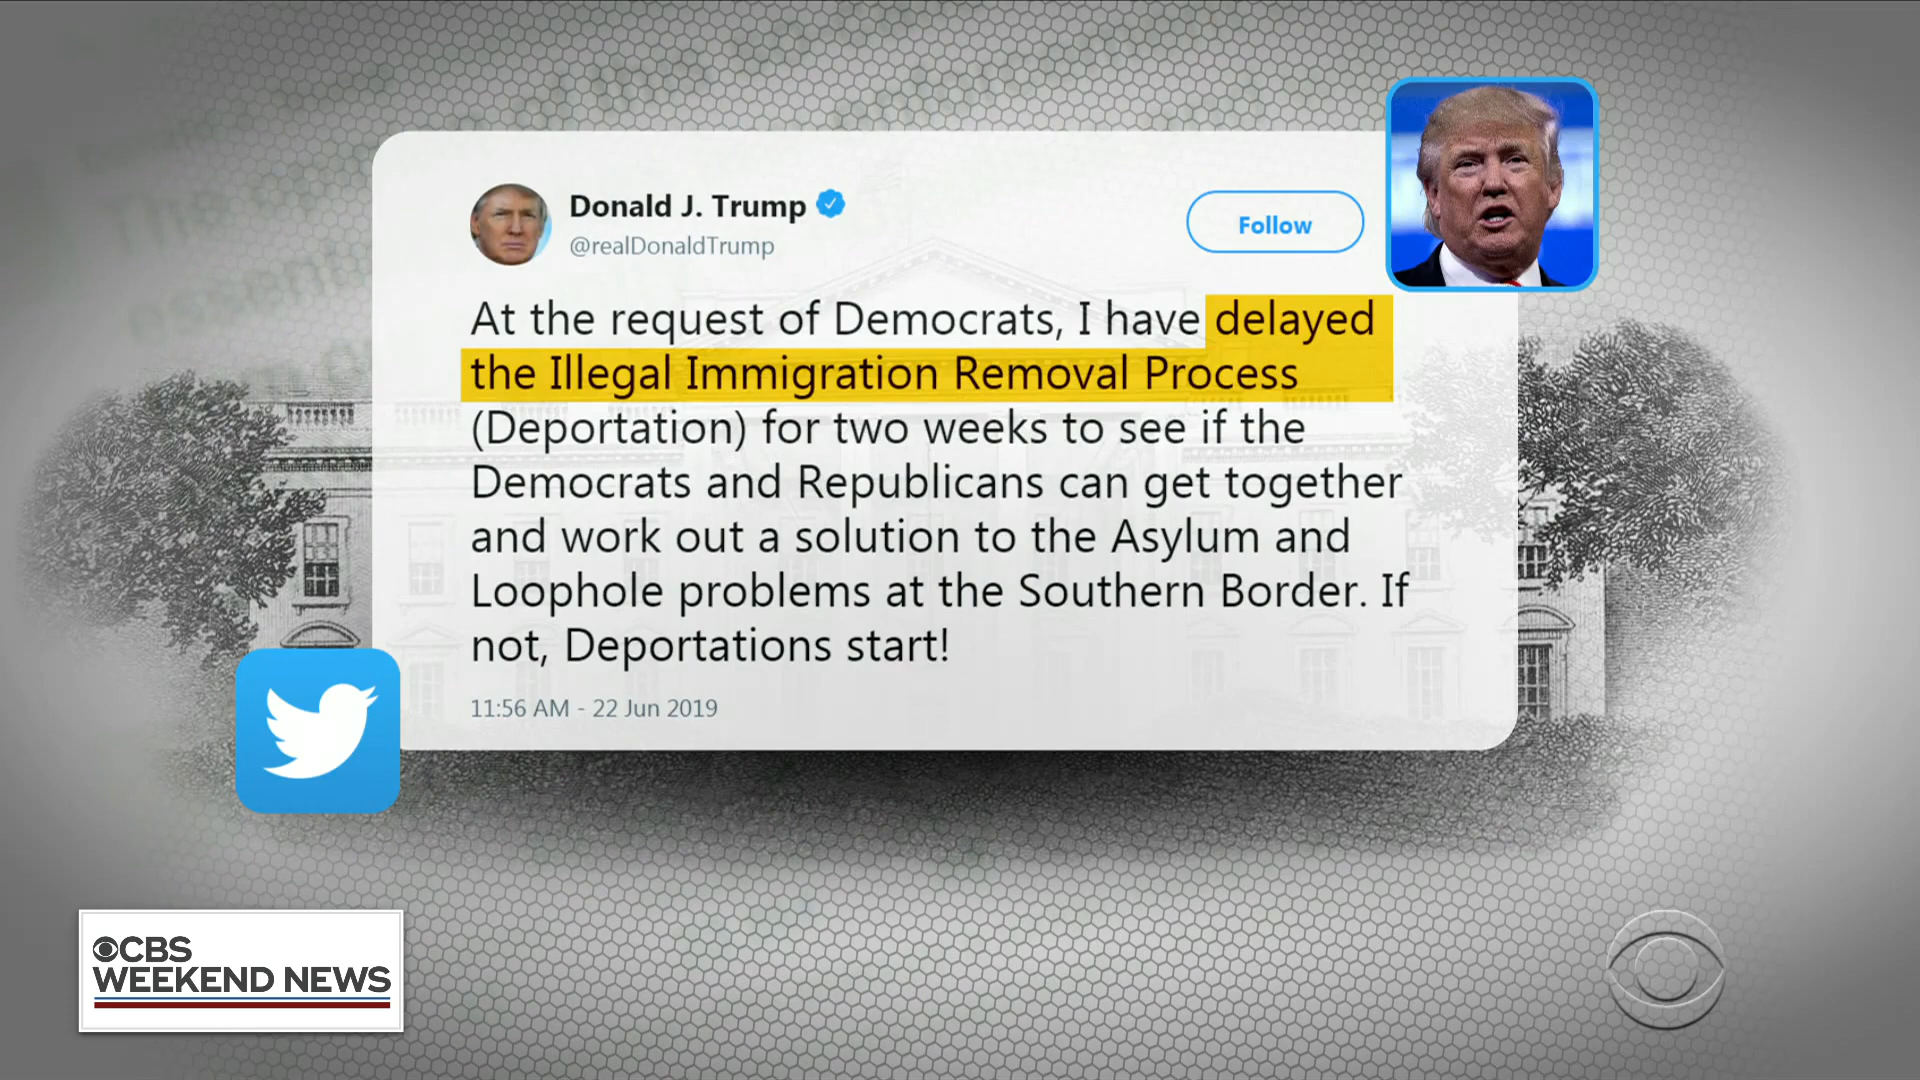 Donald J. Trump
@realDonaldTrump
Follow
At the request of Democrats, I have delayed
the Illegal Immigration Removal Process
(Deportation) for two weeks to see if the
Democrats and Republicans can get together
and work out a solution to the Asylum and
Loophole problems at the Southern Border. If
not, Deportations start!
11:56 AM - 22 Jun 2019
CBS
WEEKEND NEWS